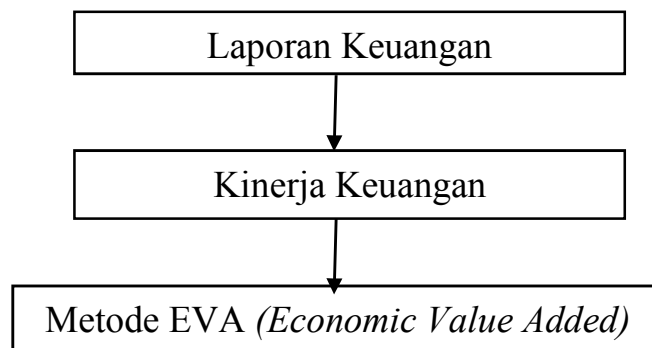 Laporan Keuangan
Kinerja Keuangan
Metode EVA (Economic Value Added)